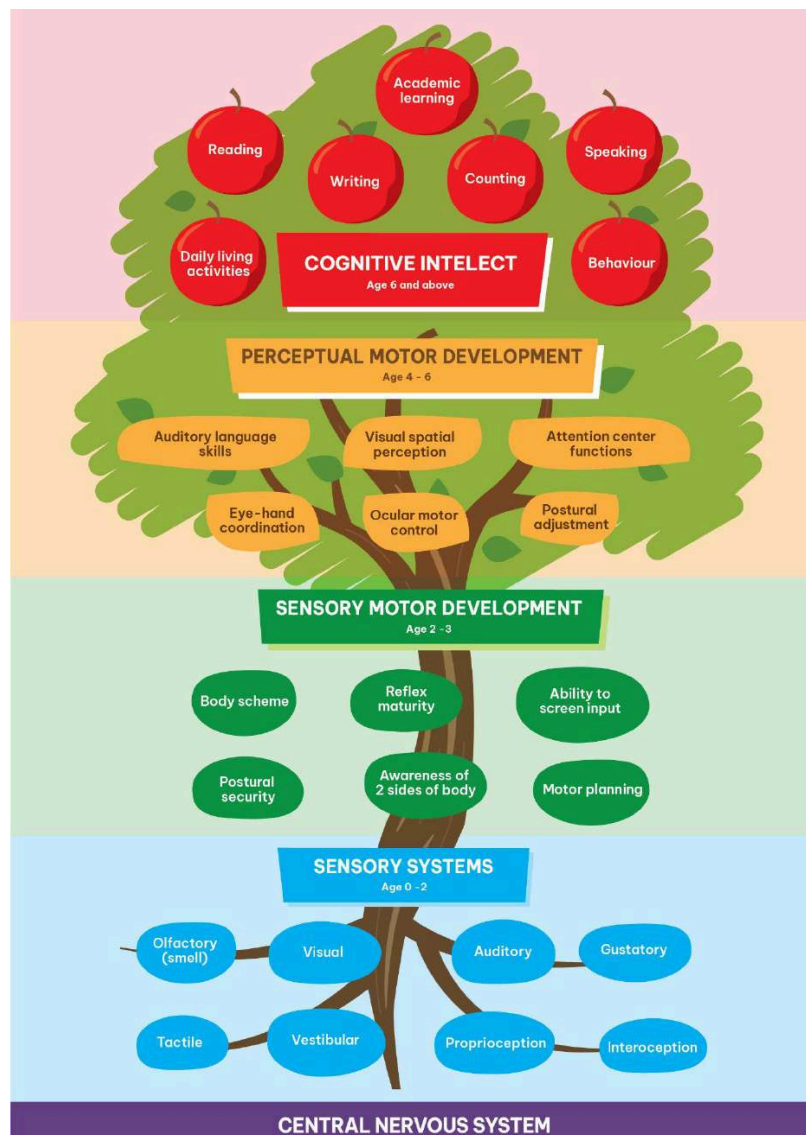 Academic
learning
Reading
Speaking
Writing
Counting
Daily living
activities
COGNITIVE INTELECT
Age 6 and above
Behaviour
PERCEPTUAL MOTOR DEVELOPMENT
Age 4 - 6
Auditory language
skills
Visual spatial
perception
Attention center
functions
Eye-hand
coordination
Ocular motor
control
Postural
adjustment
SENSORY MOTOR DEVELOPMENT
Age 2 -3
Body scheme
Reflex
maturity
Ability to
screen input
Postural
security
Awareness of
2 sides of body
Motor planning
SENSORY SYSTEMS
Age 0 -2
Olfactory
(smell)
Visual
Auditory
Gustatory
Tactile
Vestibular
Proprioception
Interoception
CENTRAL NERVOUS SYSTEM